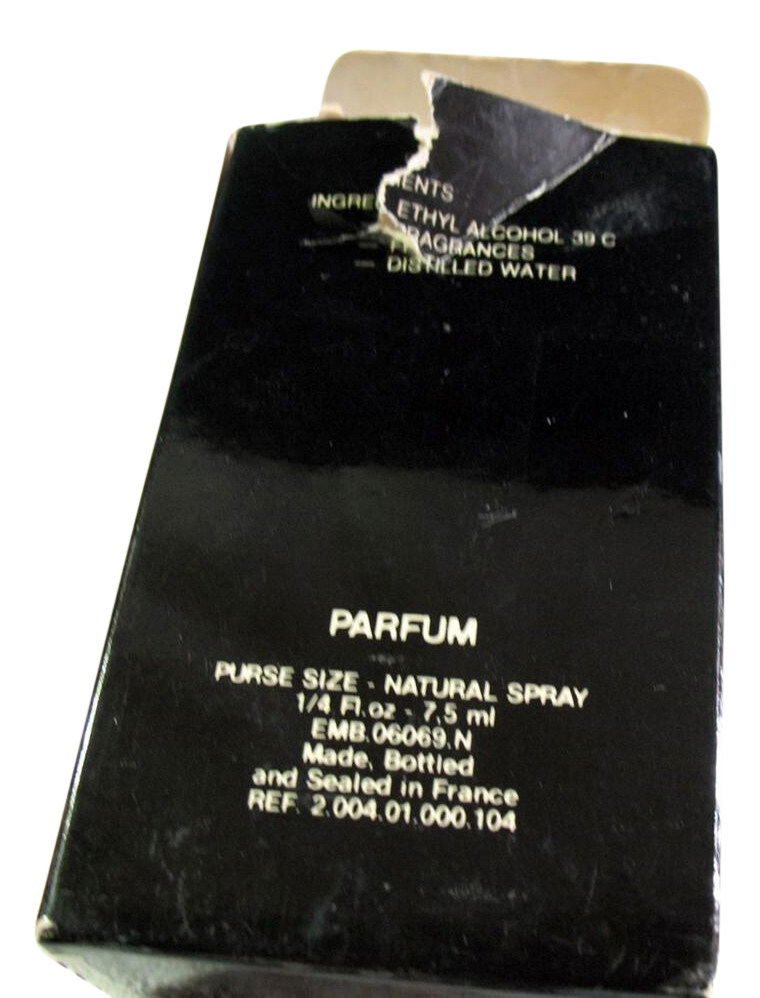 INGRE
ENTS
ETHYL ALCOHOL 39 C
FRAGRANCES
— DISTILLED WATER
PARFUM
PURSE SIZE - NATURAL SPRAY
1/4 Fl.oz - 7,5 ml
EMB.06069.N
Made, Bottled
and Sealed in France
REF. 2.004.01.000.104